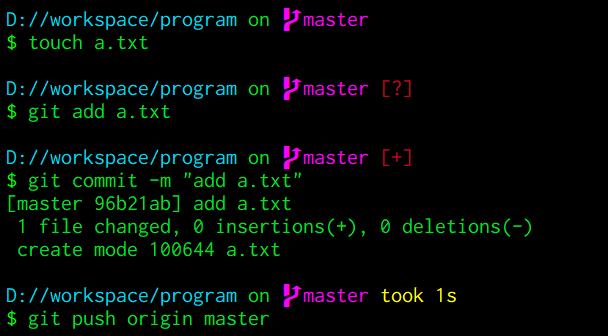 D://workspace/program on master
$ touch a.txt
D://workspace/program on master [?]
$ git add a.txt
D://workspace/program on master [+]
$ git commit -m "add a.txt"
[master 96b21ab] add a.txt
1 file changed, 0 insertions(+), 0 deletions(-)
create mode 100644 a.txt
D://workspace/program on master took 1s
$ git push origin master